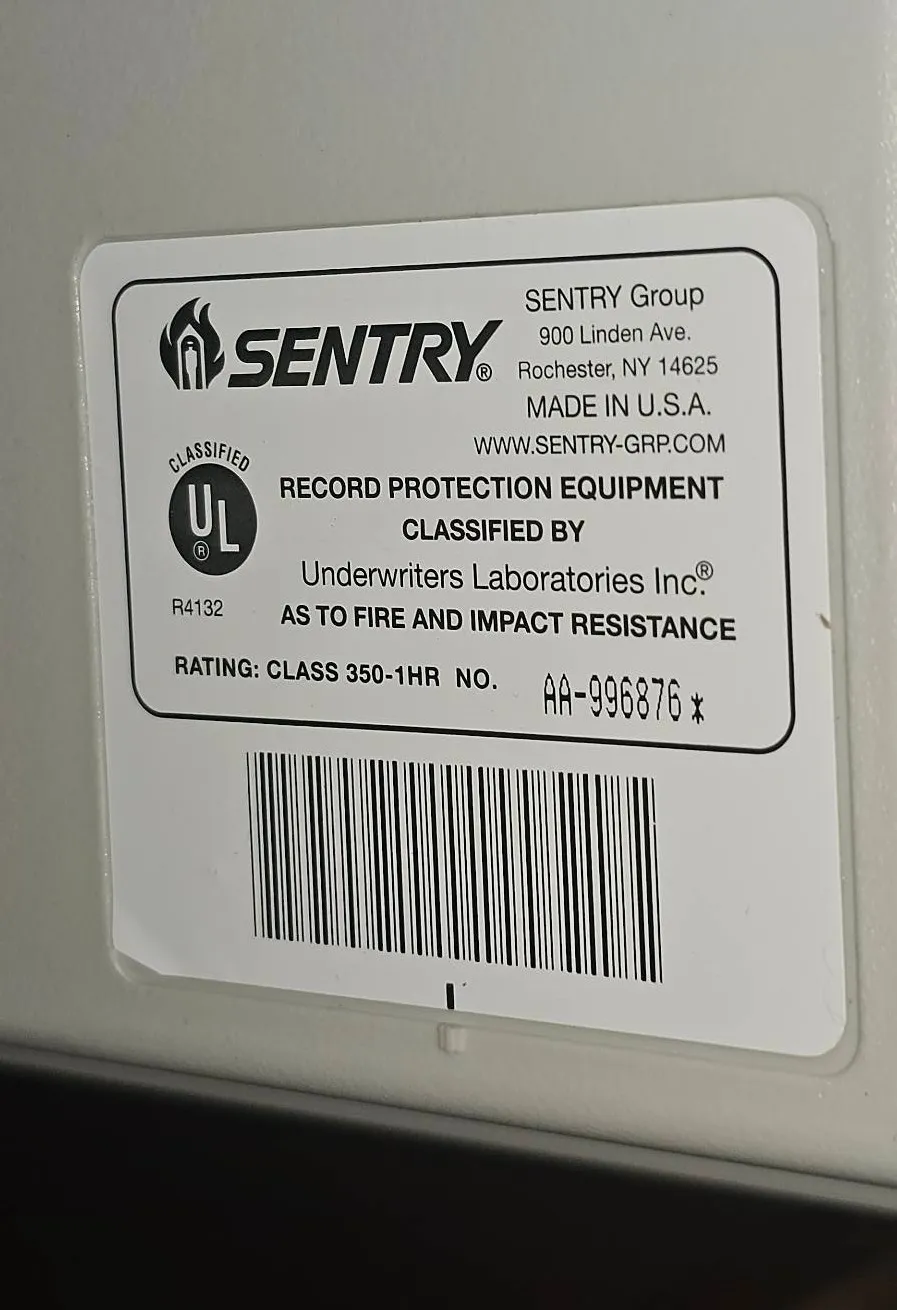 SENTRY®
SENTRY Group
900 Linden Ave.
Rochester, NY 14625
MADE IN U.S.A.
WWW.SENTRY-GRP.COM
CLASSIFIED
UL®
R4132
RECORD PROTECTION EQUIPMENT
CLASSIFIED BY
Underwriters Laboratories Inc.®
AS TO FIRE AND IMPACT RESISTANCE
RATING: CLASS 350-1HR NO. AA-996876*